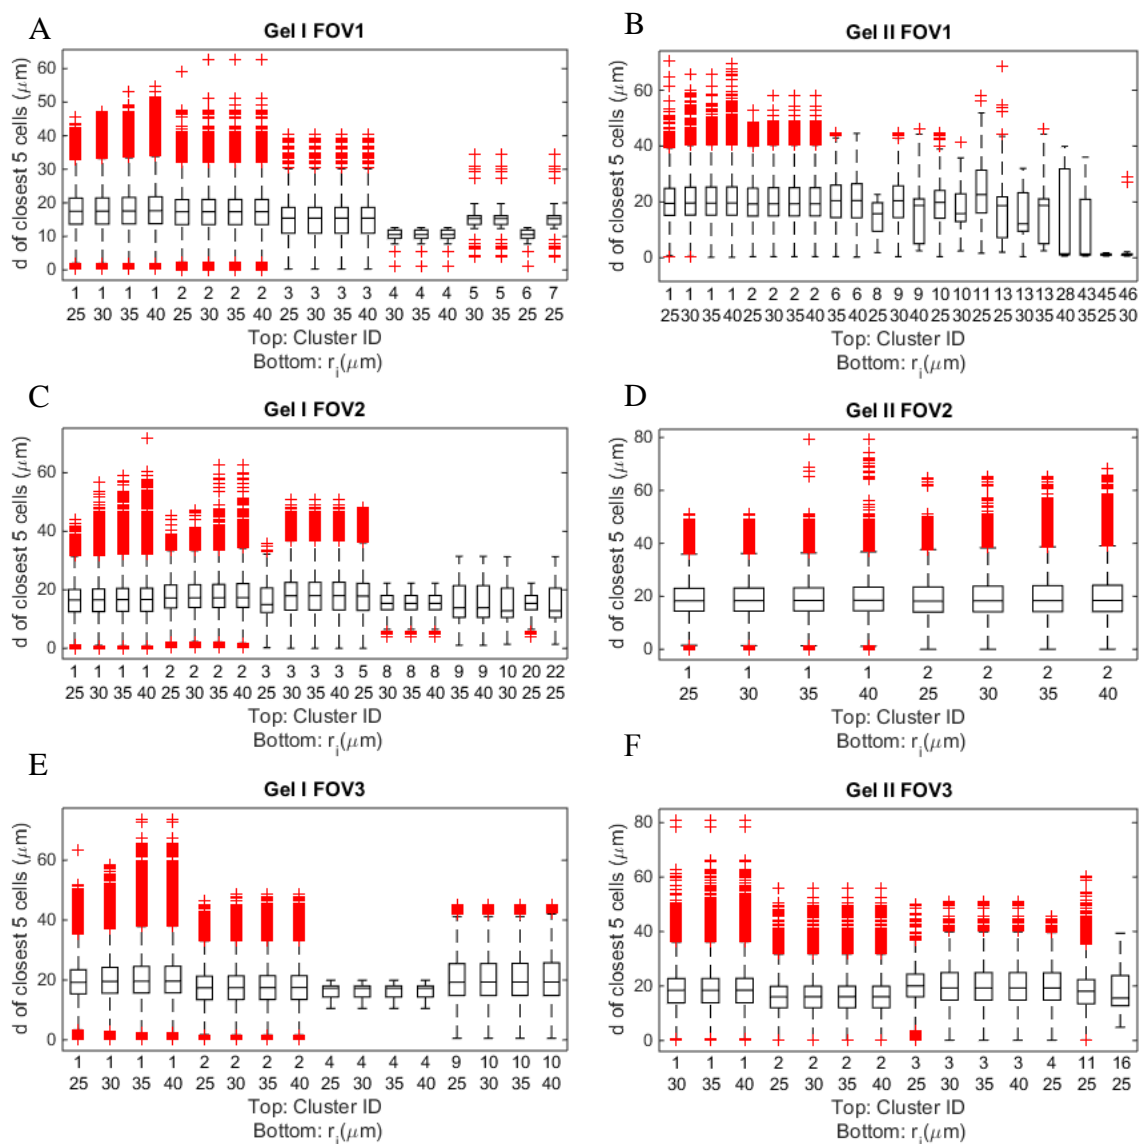 A
Gel I FOV1
d of closest 5 cells (μm)
60
50
40
30
20
10
0
1 1 1 1 2 2 2 2 3 3 3 3 4 4 4 5 5 6 7
25 30 35 40 25 30 35 40 25 30 35 40 25 30 40 30 35 25 25
Top: Cluster ID
Bottom: r_i(μm)
B
Gel II FOV1
d of closest 5 cells (μm)
60
40
20
0
1 1 1 1 2 2 2 2 6 6 8 9 9 10 10 11 13 13 13 28 43 45 46
25 30 35 40 25 30 35 40 35 40 25 30 40 25 30 25 25 30 35 40 35 25 30
Top: Cluster ID
Bottom: r_i(μm)
C
Gel I FOV2
d of closest 5 cells (μm)
60
40
20
0
1 1 1 1 2 2 2 2 3 3 3 3 5 8 8 8 9 9 10 20 22
25 30 35 40 25 30 35 40 25 30 35 40 25 30 35 40 35 40 30 25 25
Top: Cluster ID
Bottom: r_i(μm)
D
Gel II FOV2
d of closest 5 cells (μm)
80
60
40
20
0
1 1 1 1 2 2 2 2
25 30 35 40 25 30 35 40
Top: Cluster ID
Bottom: r_i(μm)
E
Gel I FOV3
d of closest 5 cells (μm)
60
40
20
0
1 1 1 1 2 2 2 2 4 4 4 4 9 10 10 10
25 30 35 40 25 30 35 40 25 30 35 40 25 30 35 40
Top: Cluster ID
Bottom: r_i(μm)
F
Gel II FOV3
d of closest 5 cells (μm)
80
60
40
20
0
1 1 1 2 2 2 2 3 3 3 3 4 11 16
30 35 40 25 30 35 40 25 30 35 40 25 25 25
Top: Cluster ID
Bottom: r_i(μm)